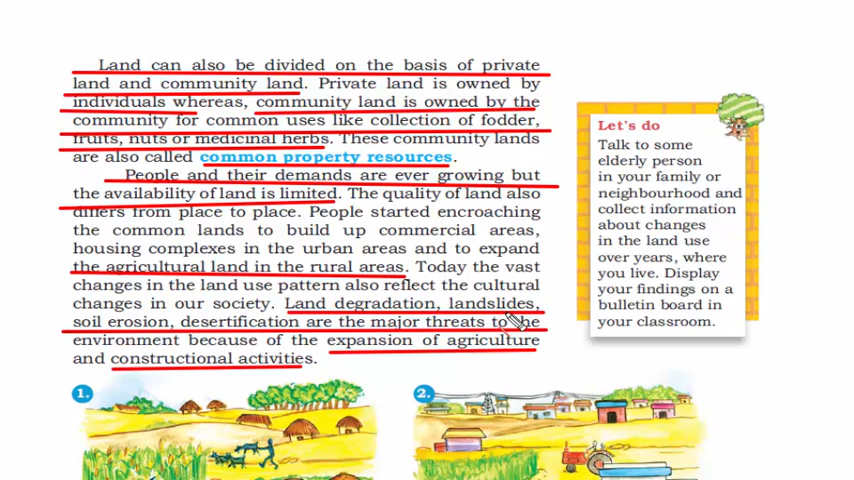 Land can also be divided on the basis of private
land and community land. Private land is owned by
individuals whereas, community land is owned by the
community for common uses like collection of fodder,
fruits, nuts or medicinal herbs. These community lands
are also called common property resources.
People and their demands are ever growing but
the availability of land is limited. The quality of land also
differs from place to place. People started encroaching
the common lands to build up commercial areas,
housing complexes in the urban areas and to expand
the agricultural land in the rural areas. Today the vast
changes in the land use pattern also reflect the cultural
changes in our society. Land degradation, landslides,
soil erosion, desertification are the major threats to the
environment because of the expansion of agriculture
and constructional activities.
Let's do
Talk to some
elderly person
in your family or
neighbourhood and
collect information
about changes
in the land use
over years, where
you live. Display
your findings on a
bulletin board in
your classroom.
1.
2.